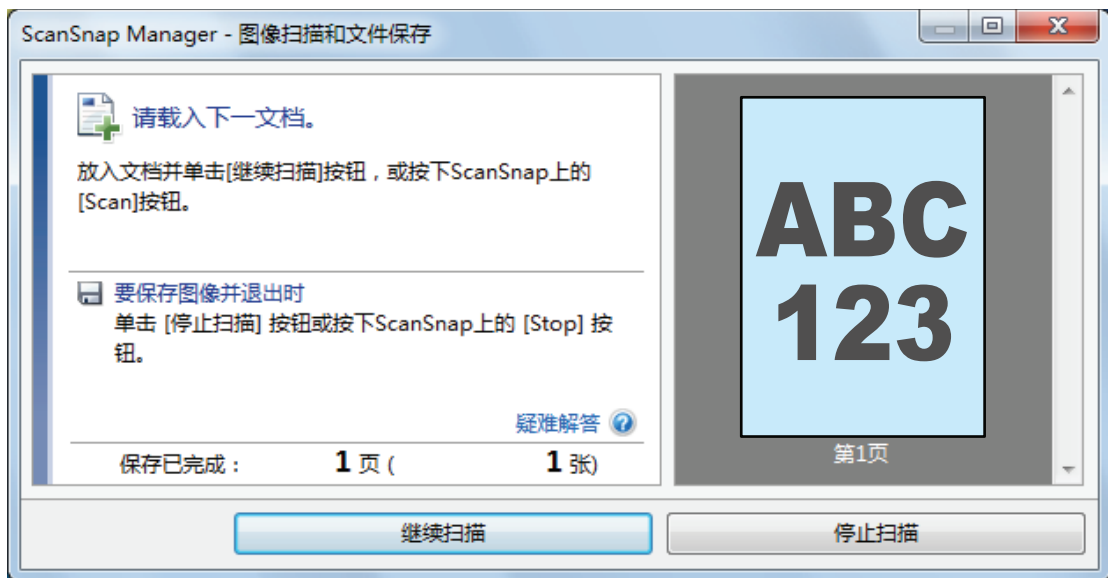 ScanSnap Manager - 图像扫描和文件保存
请载入下一文档。
放入文档并单击[继续扫描]按钮，或按下ScanSnap上的
[Scan]按钮。
要保存图像并退出时
单击 [停止扫描] 按钮或按下ScanSnap上的 [Stop] 按
钮。
疑难解答
保存已完成： 1 页 ( 1 张)
ABC
123
第1页
继续扫描 停止扫描